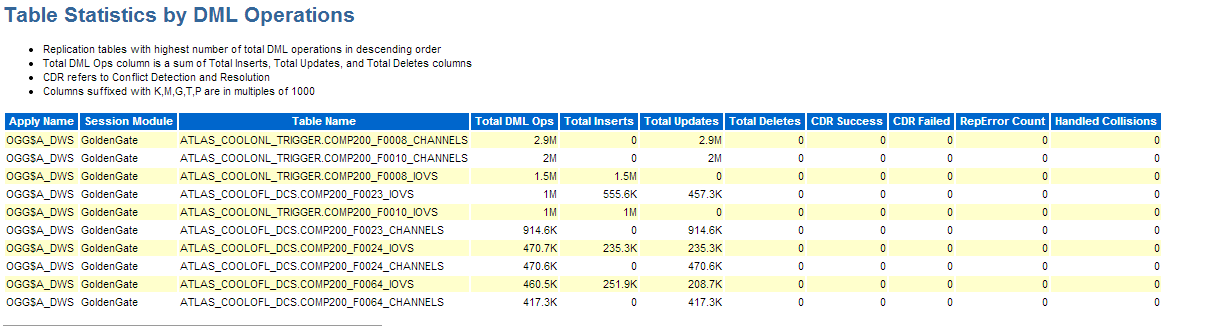 Table Statistics by DML Operations
Replication tables with highest number of total DML operations in descending order
Total DML Ops column is a sum of Total Inserts, Total Updates, and Total Deletes columns
CDR refers to Conflict Detection and Resolution
Columns suffixed with K,M,G,T,P are in multiples of 1000
Apply Name Session Module Table Name Total DML Ops Total Inserts Total Updates Total Deletes CDR Success CDR Failed RepError Count Handled Collisions
OGG$A_DWS GoldenGate ATLAS_COOLONL_TRIGGER.COMP200_F0008_CHANNELS 2.9M 0 2.9M 0 0 0 0 0
OGG$A_DWS GoldenGate ATLAS_COOLONL_TRIGGER.COMP200_F0010_CHANNELS 2M 0 2M 0 0 0 0 0
OGG$A_DWS GoldenGate ATLAS_COOLONL_TRIGGER.COMP200_F0008_IOVS 1.5M 1.5M 0 0 0 0 0 0
OGG$A_DWS GoldenGate ATLAS_COOLOFL_DCS.COMP200_F0023_IOVS 1M 555.6K 457.3K 0 0 0 0 0
OGG$A_DWS GoldenGate ATLAS_COOLONL_TRIGGER.COMP200_F0010_IOVS 1M 1M 0 0 0 0 0 0
OGG$A_DWS GoldenGate ATLAS_COOLOFL_DCS.COMP200_F0023_CHANNELS 914.6K 0 914.6K 0 0 0 0 0
OGG$A_DWS GoldenGate ATLAS_COOLOFL_DCS.COMP200_F0024_IOVS 470.7K 235.3K 235.3K 0 0 0 0 0
OGG$A_DWS GoldenGate ATLAS_COOLOFL_DCS.COMP200_F0024_CHANNELS 470.6K 0 470.6K 0 0 0 0 0
OGG$A_DWS GoldenGate ATLAS_COOLOFL_DCS.COMP200_F0064_IOVS 460.5K 251.9K 208.7K 0 0 0 0 0
OGG$A_DWS GoldenGate ATLAS_COOLOFL_DCS.COMP200_F0064_CHANNELS 417.3K 0 417.3K 0 0 0 0 0